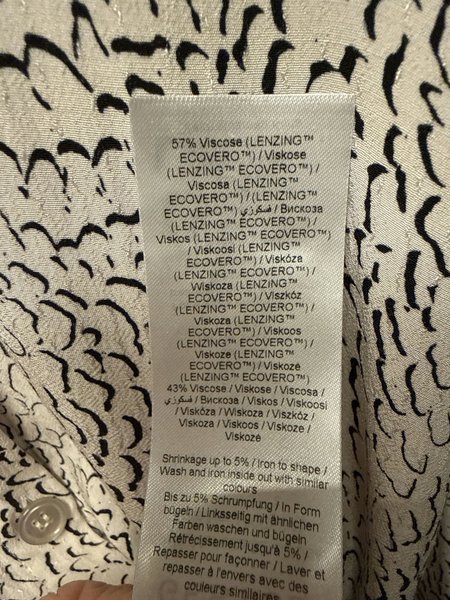 57% Viscose (LENZING™
ECOVERO™) / Viskose
(LENZING™ ECOVERO™) /
Viscosa (LENZING™
ECOVERO™) / (LENZING™
ECOVERO™) فسكوزي / Вискоза
(LENZING™ ECOVERO™) /
Viskos (LENZING™ ECOVERO™)
/ Viskoosi (LENZING™
ECOVERO™) / Viskóza
(LENZING™ ECOVERO™) /
Wiskoza (LENZING™
ECOVERO™) / Viszkóz /
Viskoza (LENZING™
ECOVERO™) / Viskoos
(LENZING™ ECOVERO™) /
Viskoze (LENZING™
ECOVERO™) / Viskozé
(LENZING™ ECOVERO™)
43% Viscose / Viskose / Viscosa /
فسكوزي / Вискоза / Viskos / Viskoosi
/ Viskóza / Wiskoza / Viszkóz /
Viskoza / Viskoos / Viskoze /
Viskozé
Shrinkage up to 5% / Iron to shape /
Wash and iron inside out with similar
colours
Bis zu 5% Schrumpfung / In Form
bügeln / Linksseitig mit ähnlichen
Farben waschen und bügeln
Rétrécissement jusqu'à 5% /
Repasser pour façonner / Laver et
repasser à l'envers avec des
couleurs similaires